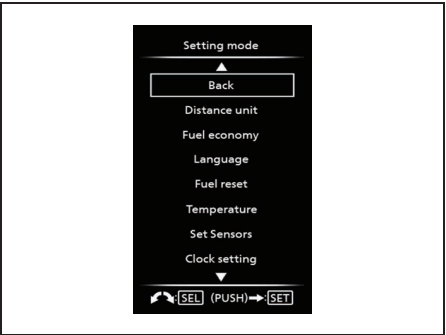 Setting mode
Back
Distance unit
Fuel economy
Language
Fuel reset
Temperature
Set Sensors
Clock setting
:SEL (PUSH)➔:SET